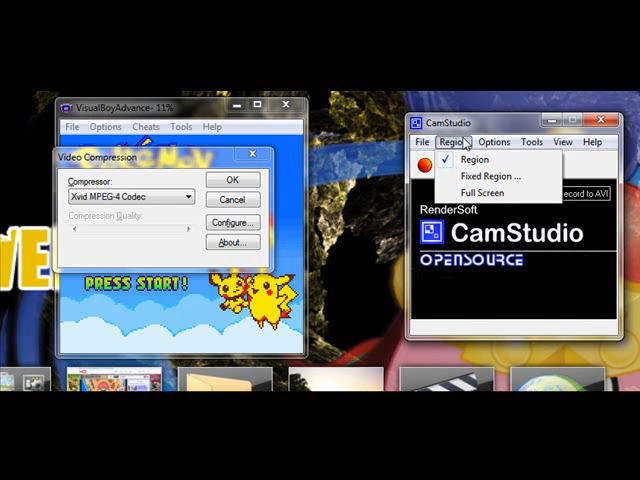 VisualBoyAdvance- 11%
File Options Cheats Tools Help
Video Compression
Compressor:
Xvid MPEG-4 Codec
Compression Quality:
OK
Cancel
Configure...
About...
PRESS START!
CamStudio
File Region Options Tools View Help
Region
Fixed Region ...
Full Screen
ecord to AVI
RenderSoft
CamStudio
OPENSOURCE